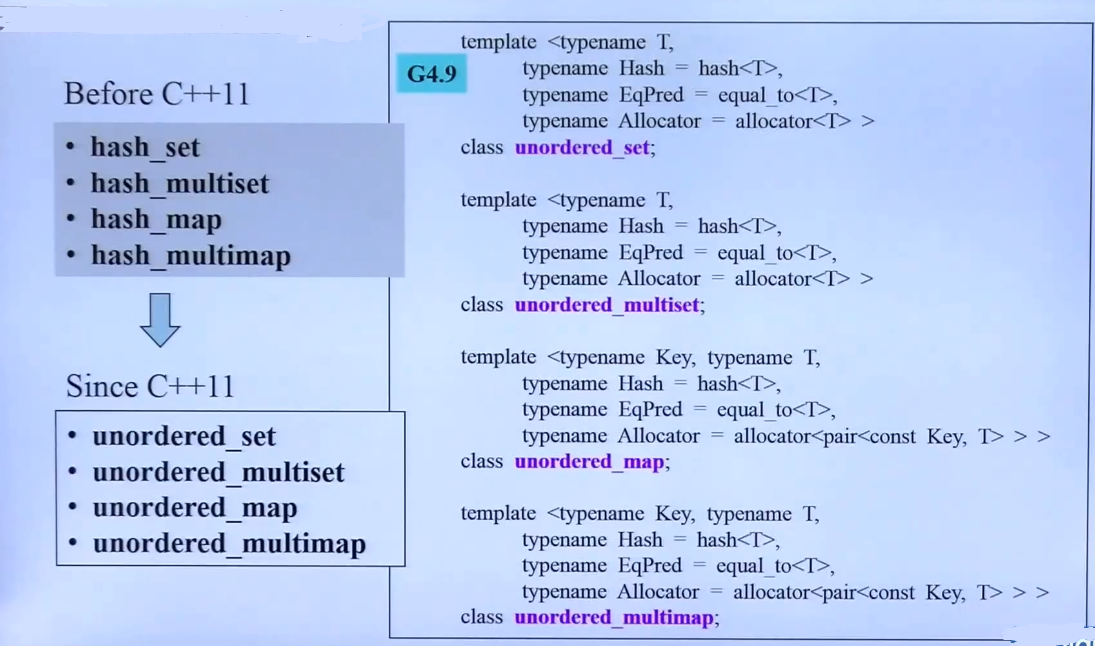 Before C++11
• hash_set
• hash_multiset
• hash_map
• hash_multimap
Since C++11
• unordered_set
• unordered_multiset
• unordered_map
• unordered_multimap
G4.9
template <typename T,
typename Hash = hash<T>,
typename EqPred = equal_to<T>,
typename Allocator = allocator<T> >
class unordered_set;
template <typename T,
typename Hash = hash<T>,
typename EqPred = equal_to<T>,
typename Allocator = allocator<T> >
class unordered_multiset;
template <typename Key, typename T,
typename Hash = hash<T>,
typename EqPred = equal_to<T>,
typename Allocator = allocator<pair<const Key, T> > >
class unordered_map;
template <typename Key, typename T,
typename Hash = hash<T>,
typename EqPred = equal_to<T>,
typename Allocator = allocator<pair<const Key, T> > >
class unordered_multimap;